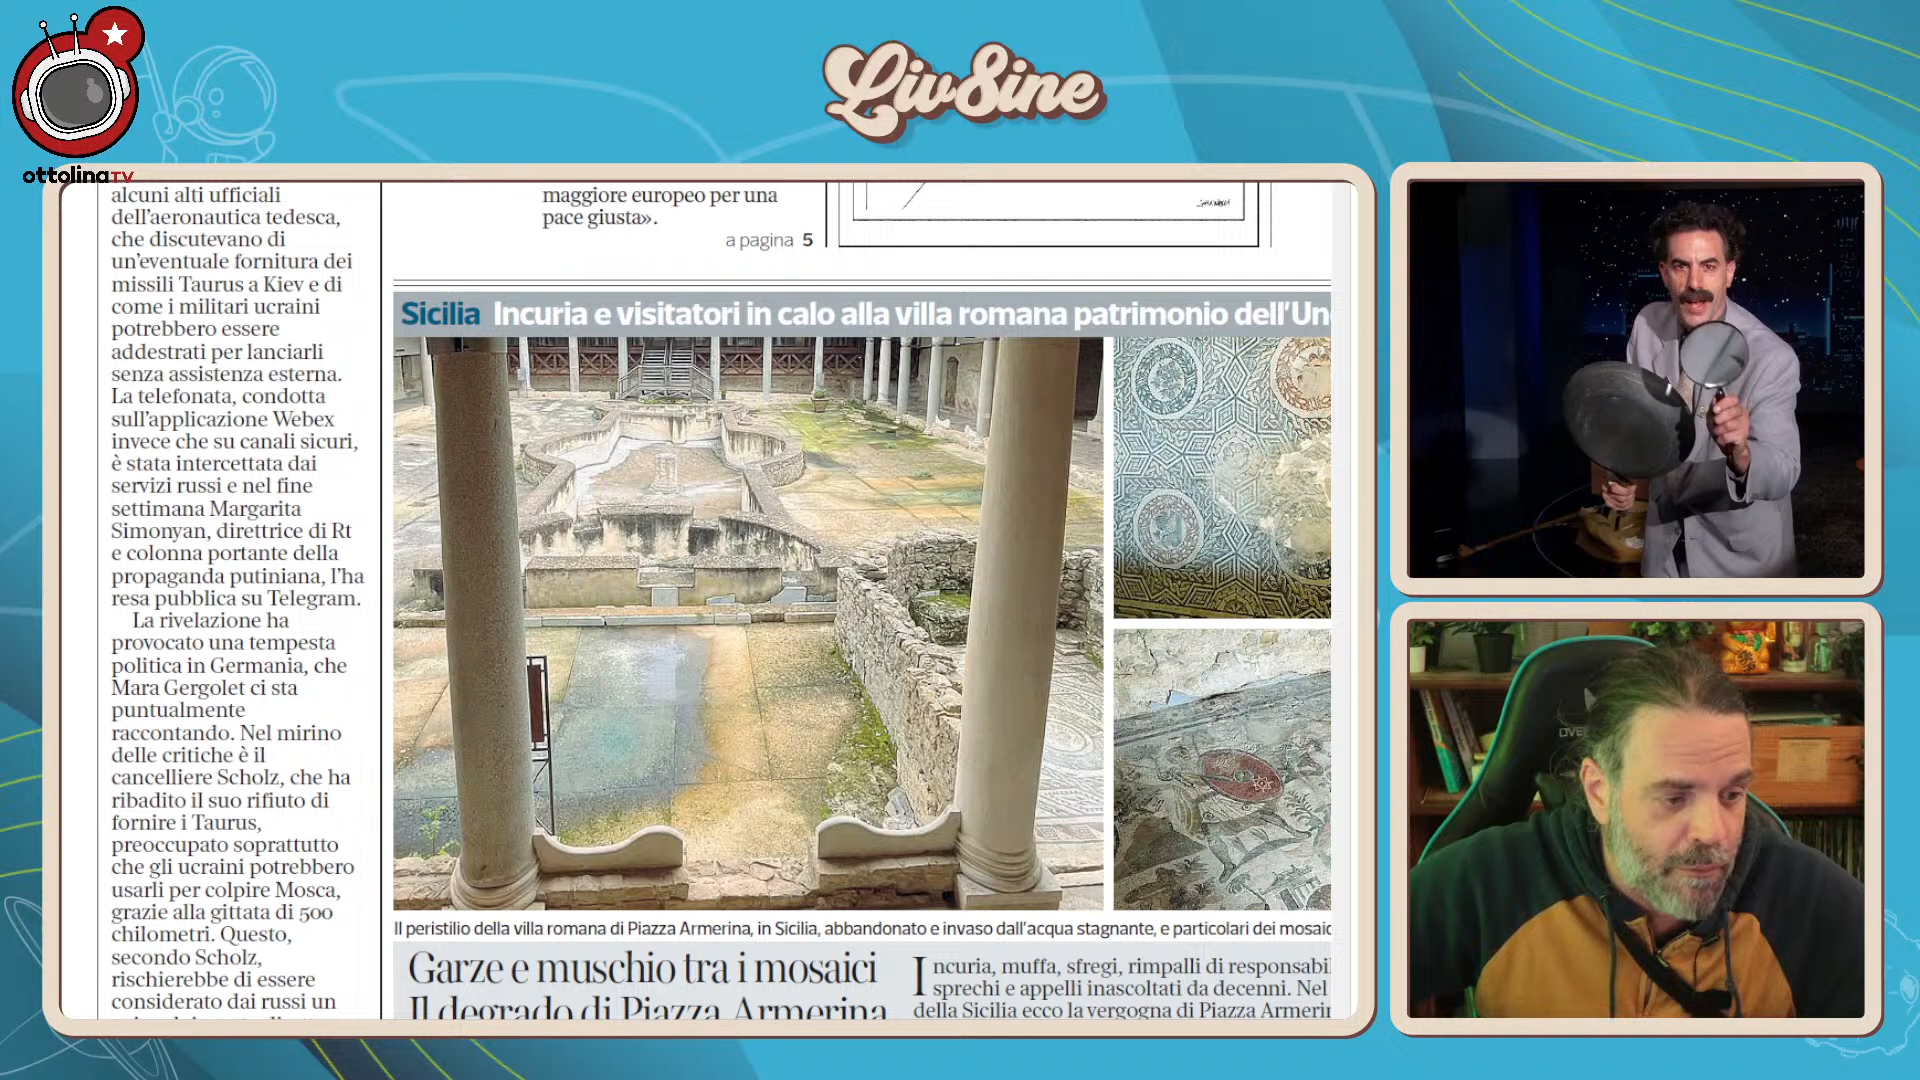 LivSine
ottolinaTV
alcuni alti ufficiali
dell'aeronautica tedesca,
che discutevano di
un'eventuale fornitura dei
missili Taurus a Kiev e di
come i militari ucraini
potrebbero essere
addestrati per lanciarli
senza assistenza esterna.
La telefonata, condotta
sull'applicazione Webex
invece che su canali sicuri,
è stata intercettata dai
servizi russi e nel fine
settimana Margarita
Simonyan, direttrice di Rt
e colonna portante della
propaganda putiniana, l'ha
resa pubblica su Telegram.
La rivelazione ha
provocato una tempesta
politica in Germania, che
Mara Gergolet ci sta
puntualmente
raccontando. Nel mirino
delle critiche è il
cancelliere Scholz, che ha
ribadito il suo rifiuto di
fornire i Taurus,
preoccupato soprattutto
che gli ucraini potrebbero
usarli per colpire Mosca,
grazie alla gittata di 500
chilometri. Questo,
secondo Scholz,
rischierebbe di essere
considerato dai russi un
maggiore europeo per una
pace giusta».
a pagina 5
Sicilia Incuria e visitatori in calo alla villa romana patrimonio dell'Un
Il peristilio della villa romana di Piazza Armerina, in Sicilia, abbandonato e invaso dall'acqua stagnante, e particolari dei mosaic
Garze e muschio tra i mosaici
Il degrado di Piazza Armerina
Incuria, muffa, sfregi, rimpalli di responsabil
sprechi e appelli inascoltati da decenni. Nel
della Sicilia ecco la vergogna di Piazza Armerin